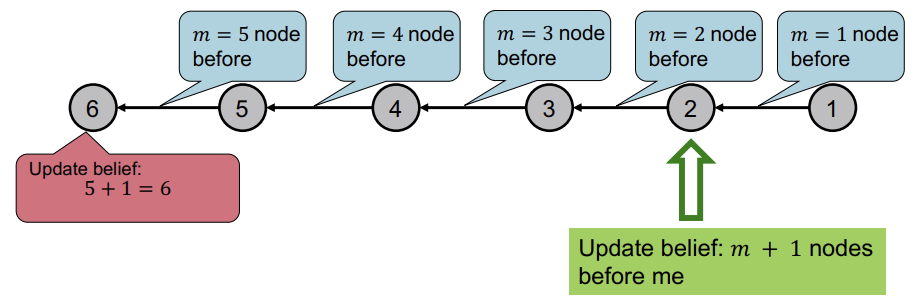 m = 5 node
before
m = 4 node
before
m = 3 node
before
m = 2 node
before
m = 1 node
before
6
5
4
3
2
1
Update belief:
5 + 1 = 6
Update belief: m + 1 nodes
before me